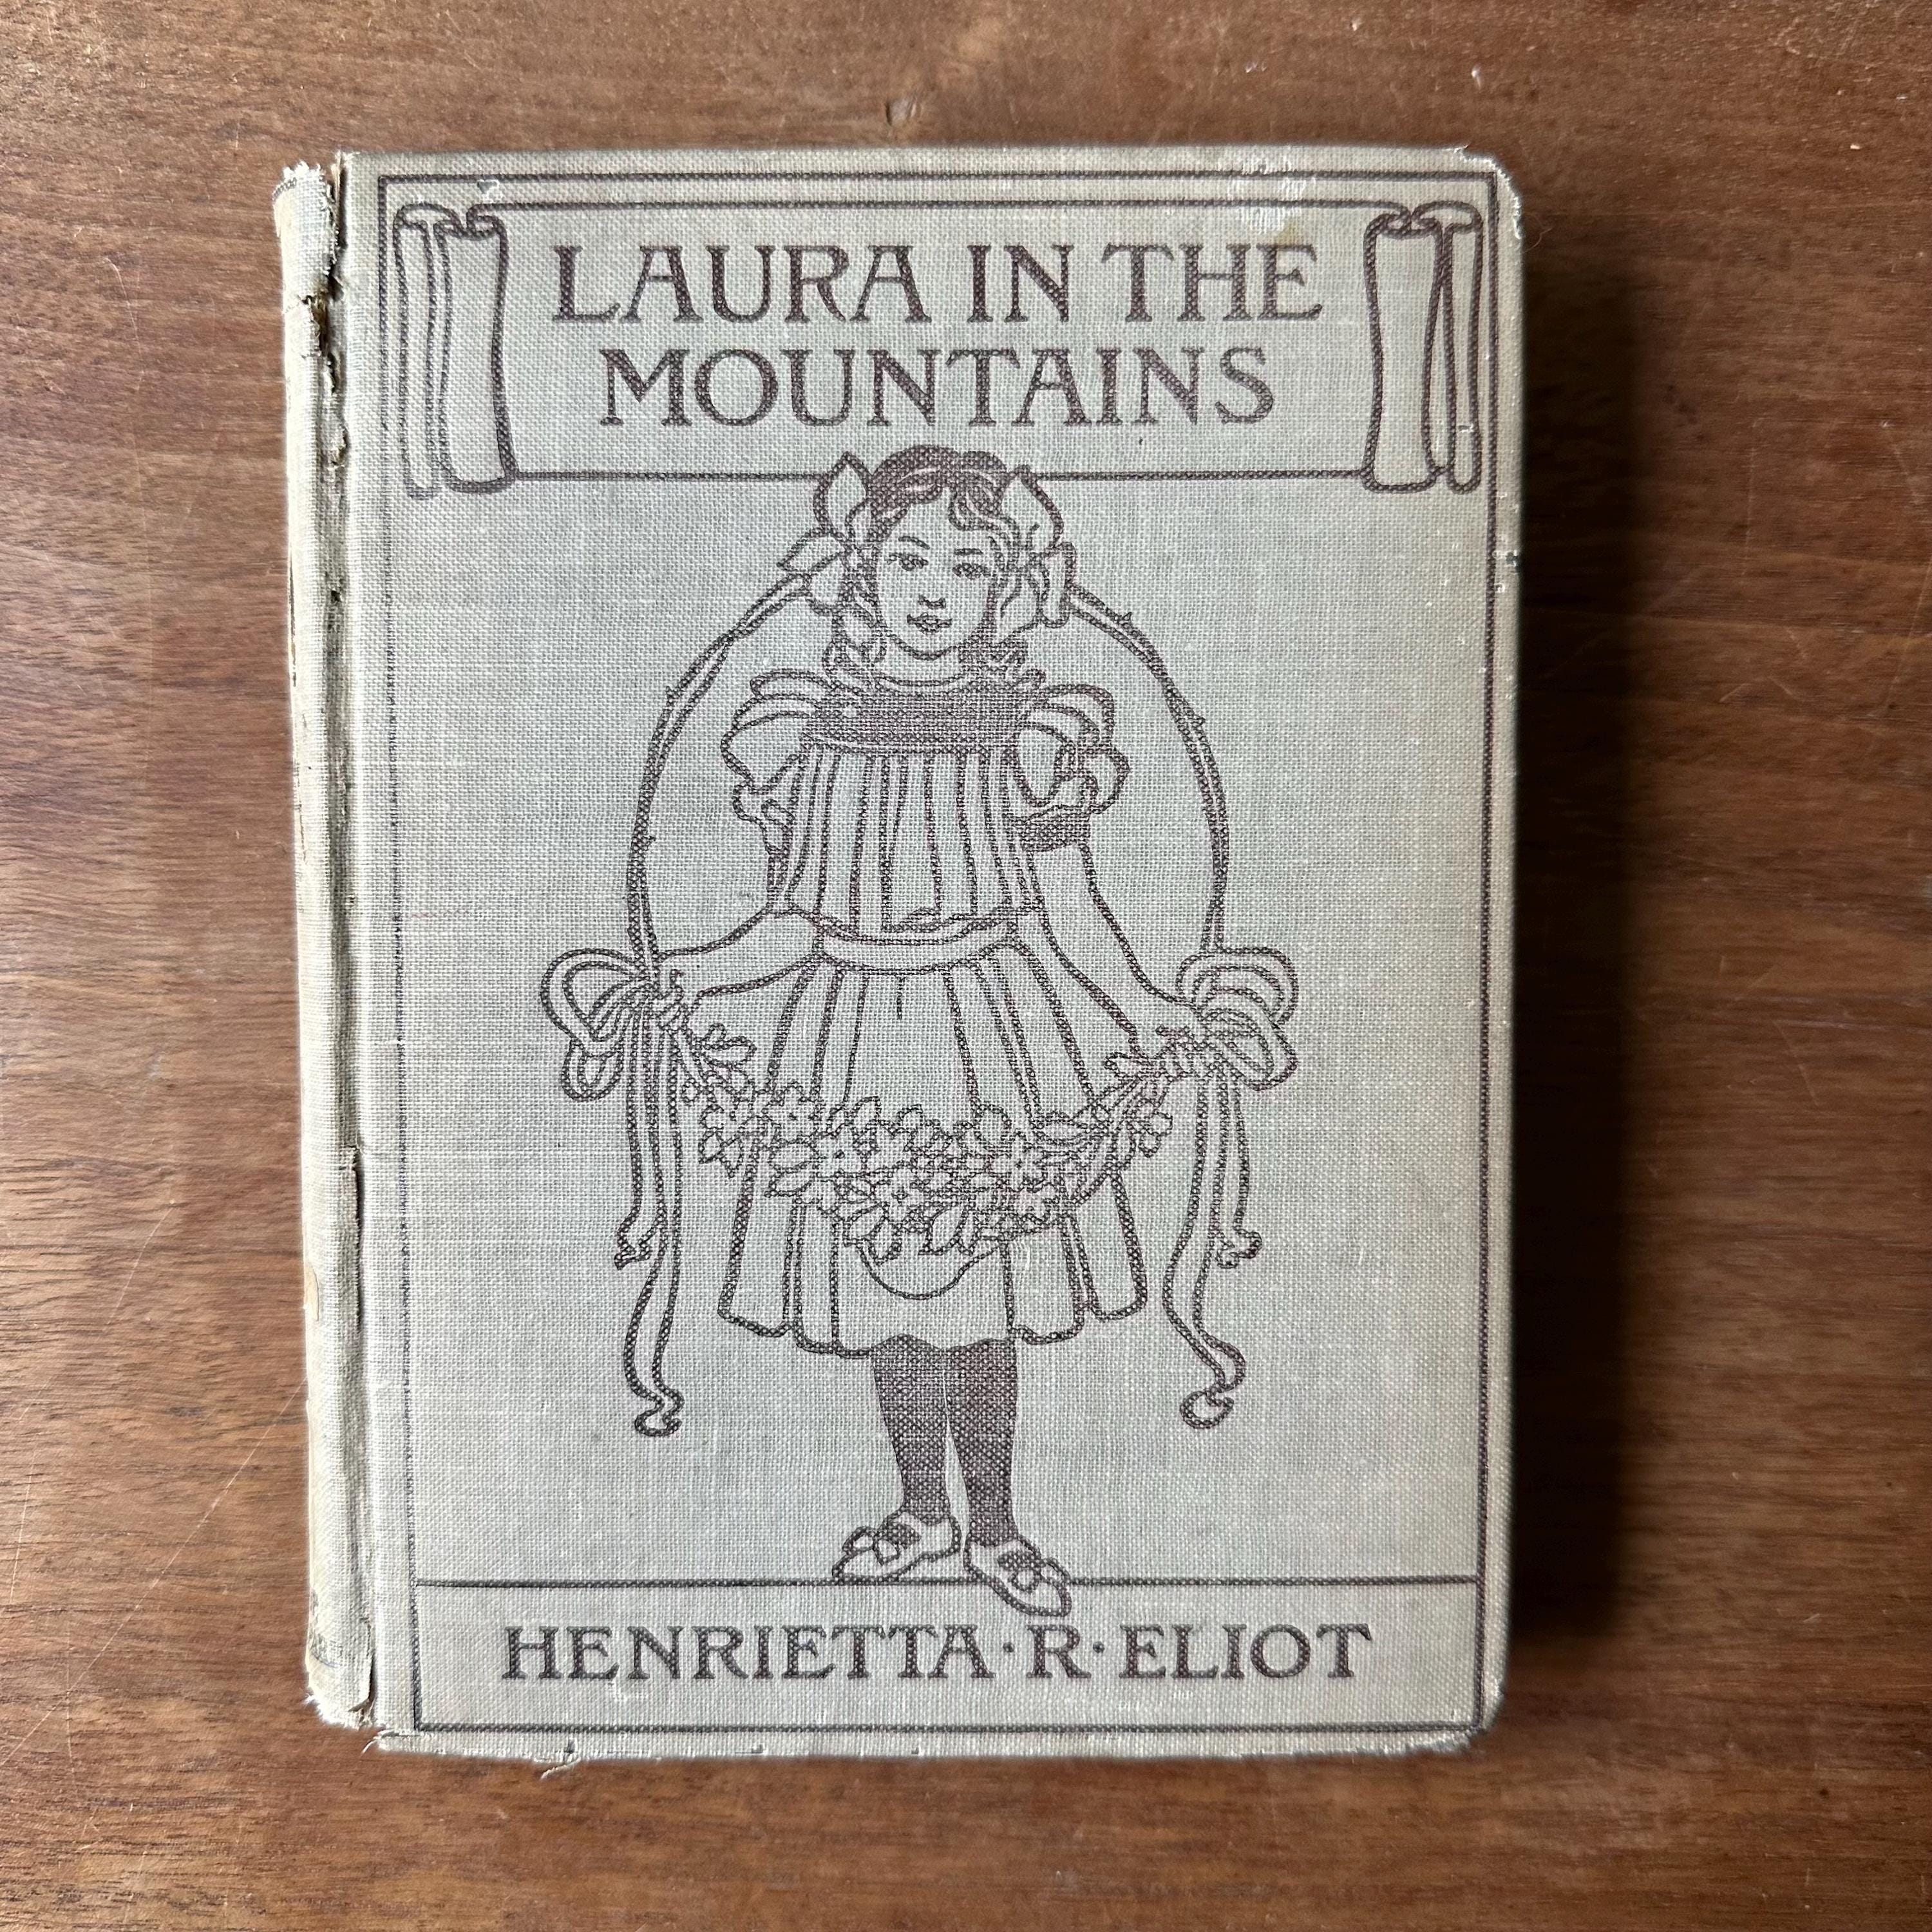 LAURA IN THE
MOUNTAINS
HENRIETTA·R·ELIOT